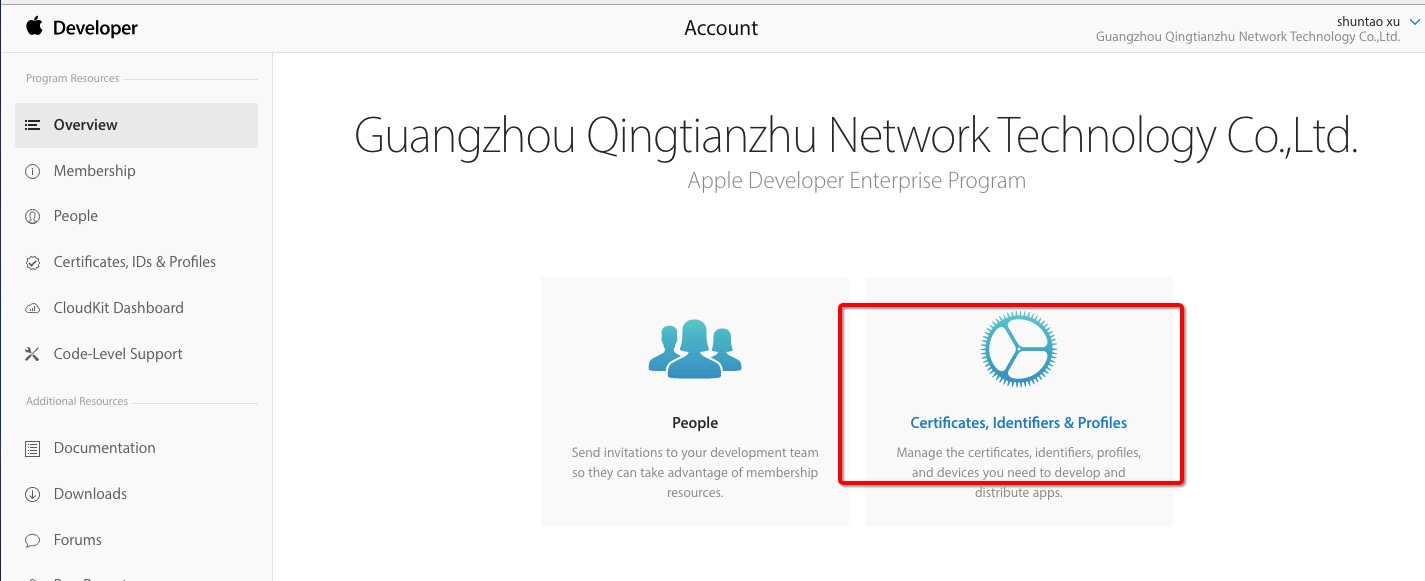 Developer
Account
shuntao xu
Guangzhou Qingtianzhu Network Technology Co.,Ltd.
Program Resources
Overview
Membership
People
Certificates, IDs & Profiles
CloudKit Dashboard
Code-Level Support
Additional Resources
Documentation
Downloads
Forums
Guangzhou Qingtianzhu Network Technology Co.,Ltd.
Apple Developer Enterprise Program
People
Send invitations to your development team
so they can take advantage of membership
resources.
Certificates, Identifiers & Profiles
Manage the certificates, identifiers, profiles,
and devices you need to develop and
distribute apps.